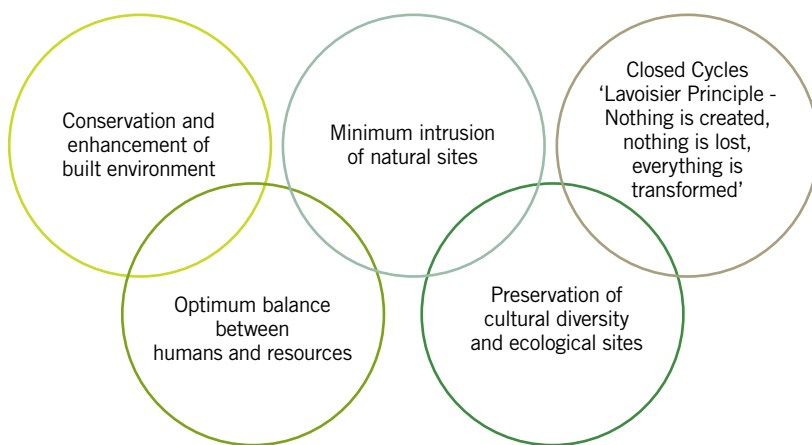 Conservation and
enhancement of
built environment
Minimum intrusion
of natural sites
Closed Cycles
‘Lavoisier Principle -
Nothing is created,
nothing is lost,
everything is
transformed’
Optimum balance
between
humans and resources
Preservation of
cultural diversity
and ecological sites